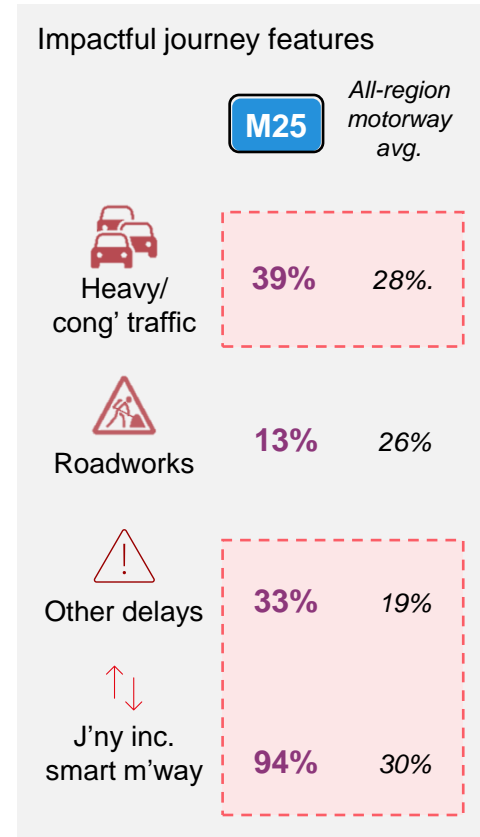 Impactful journey features
M25
All-region
motorway
avg.
Heavy/
cong’ traffic
39%
28%.
Roadworks
13%
26%
Other delays
33%
19%
J’ny inc.
smart m’way
94%
30%